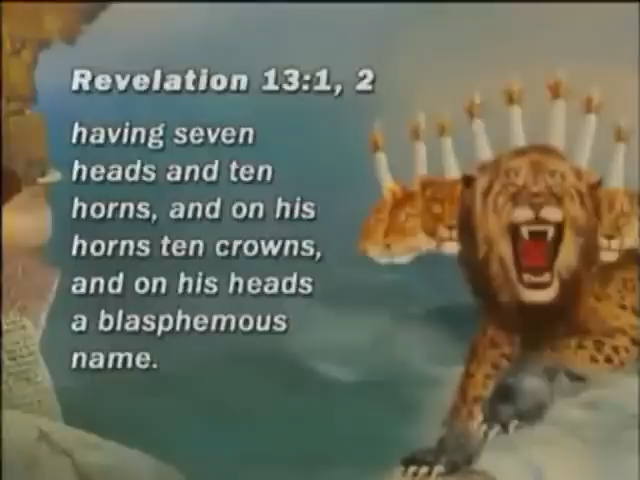 Revelation 13:1, 2
having seven
heads and ten
horns, and on his
horns ten crowns,
and on his heads
a blasphemous
name.